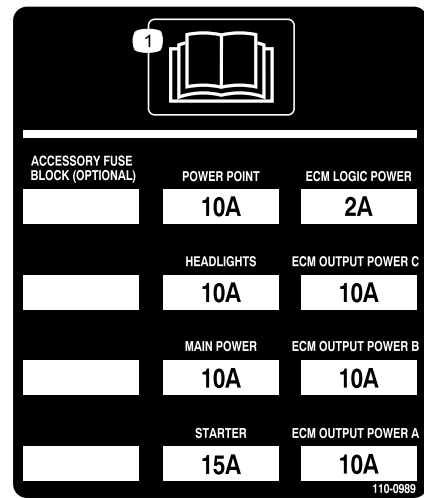 1
ACCESSORY FUSE
BLOCK (OPTIONAL)
POWER POINT
ECM LOGIC POWER
10A
2A
HEADLIGHTS
ECM OUTPUT POWER C
10A
10A
MAIN POWER
ECM OUTPUT POWER B
10A
10A
STARTER
ECM OUTPUT POWER A
15A
10A
110-0989